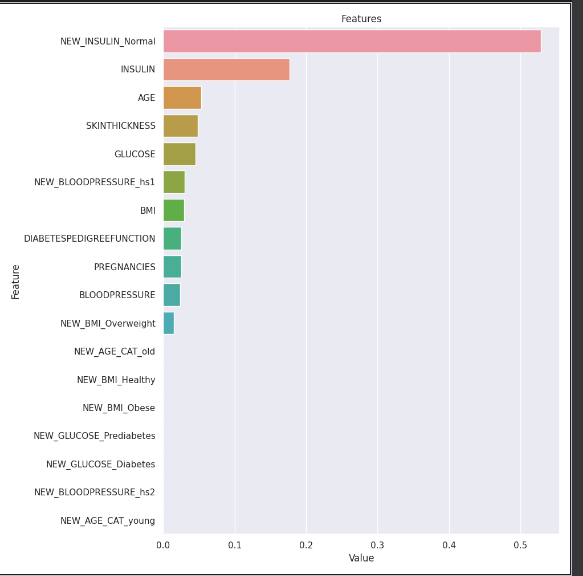 Features
NEW_INSULIN_Normal
INSULIN
AGE
SKINTHICKNESS
GLUCOSE
NEW_BLOODPRESSURE_hs1
BMI
DIABETESPEDIGREEFUNCTION
PREGNANCIES
BLOODPRESSURE
NEW_BMI_Overweight
NEW_AGE_CAT_old
NEW_BMI_Healthy
NEW_BMI_Obese
NEW_GLUCOSE_Prediabetes
NEW_GLUCOSE_Diabetes
NEW_BLOODPRESSURE_hs2
NEW_AGE_CAT_young
Feature
0.0 0.1 0.2 0.3 0.4 0.5
Value